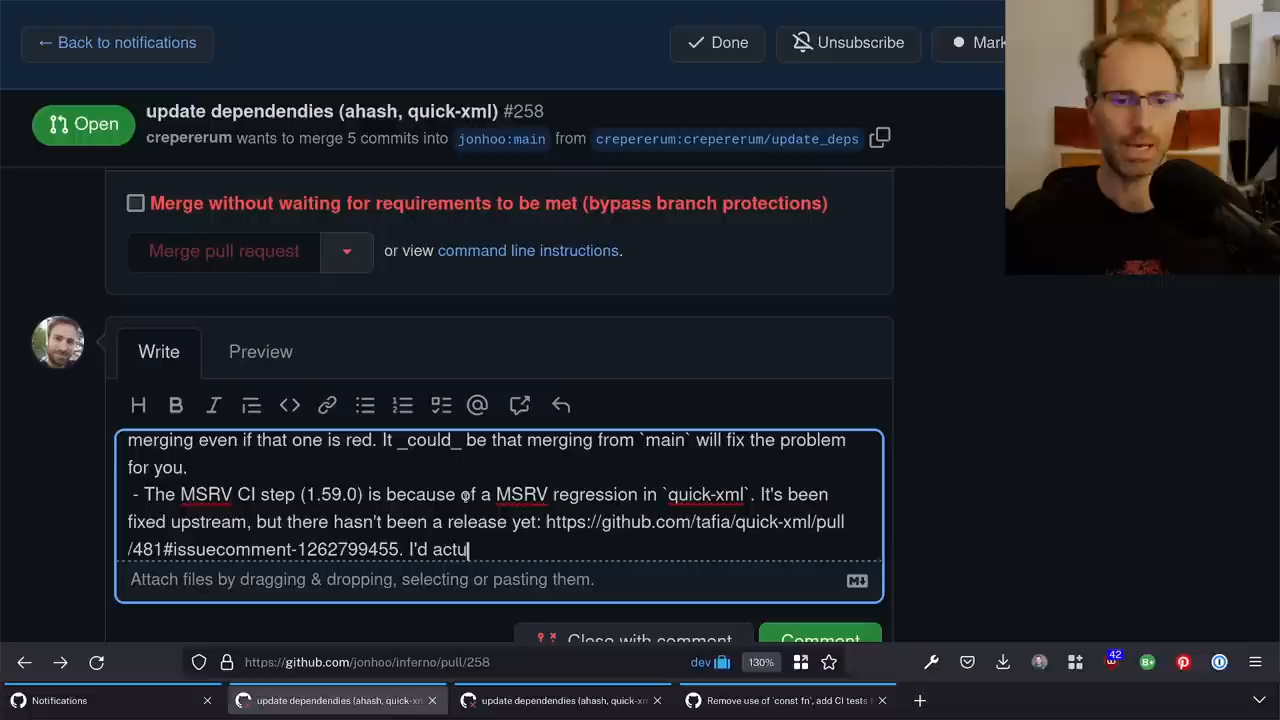 ← Back to notifications
Done
Unsubscribe
Mar
Open
update dependendies (ahash, quick-xml) #258
crepererum wants to merge 5 commits into jonhoo:main from crepererum:crepererum/update_deps
Merge without waiting for requirements to be met (bypass branch protections)
Merge pull request
or view command line instructions.
Write
Preview
merging even if that one is red. It _could_ be that merging from `main` will fix the problem
for you.
- The MSRV CI step (1.59.0) is because of a MSRV regression in `quick-xml`. It's been
fixed upstream, but there hasn't been a release yet: https://github.com/tafia/quick-xml/pull
/481#issuecomment-1262799455. I'd actu
Attach files by dragging & dropping, selecting or pasting them.
Close with comment
Comment
https://github.com/jonhoo/inferno/pull/258
dev
130%
42
Notifications
update dependendies (ahash, quick-xm
update dependendies (ahash, quick-xm
Remove use of `const fn`, add CI tests f